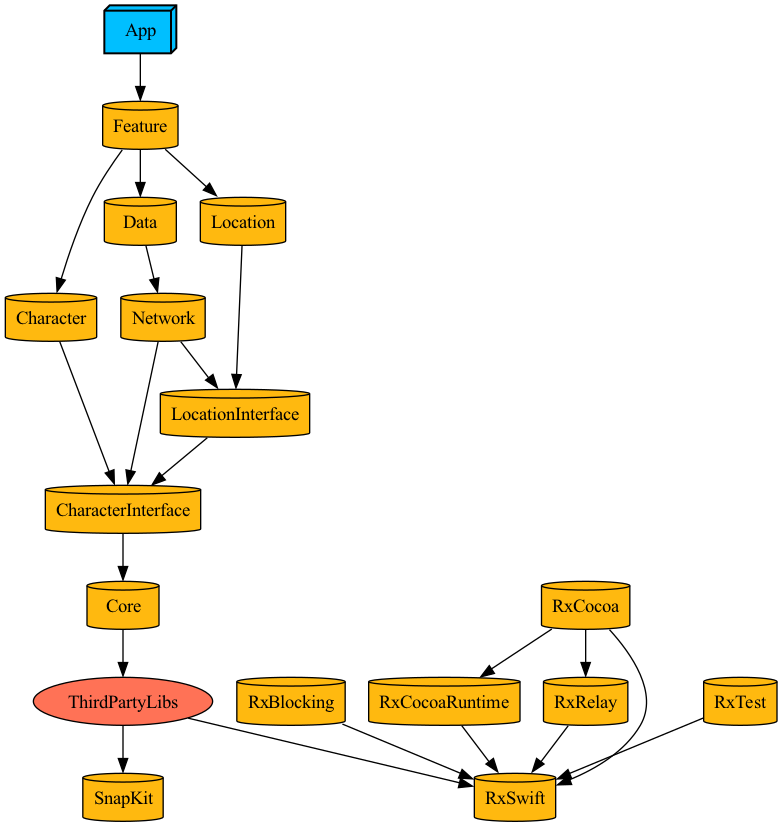 App
Feature
Data
Location
Character
Network
LocationInterface
CharacterInterface
Core
RxCocoa
ThirdPartyLibs
RxBlocking
RxCocoaRuntime
RxRelay
RxTest
SnapKit
RxSwift